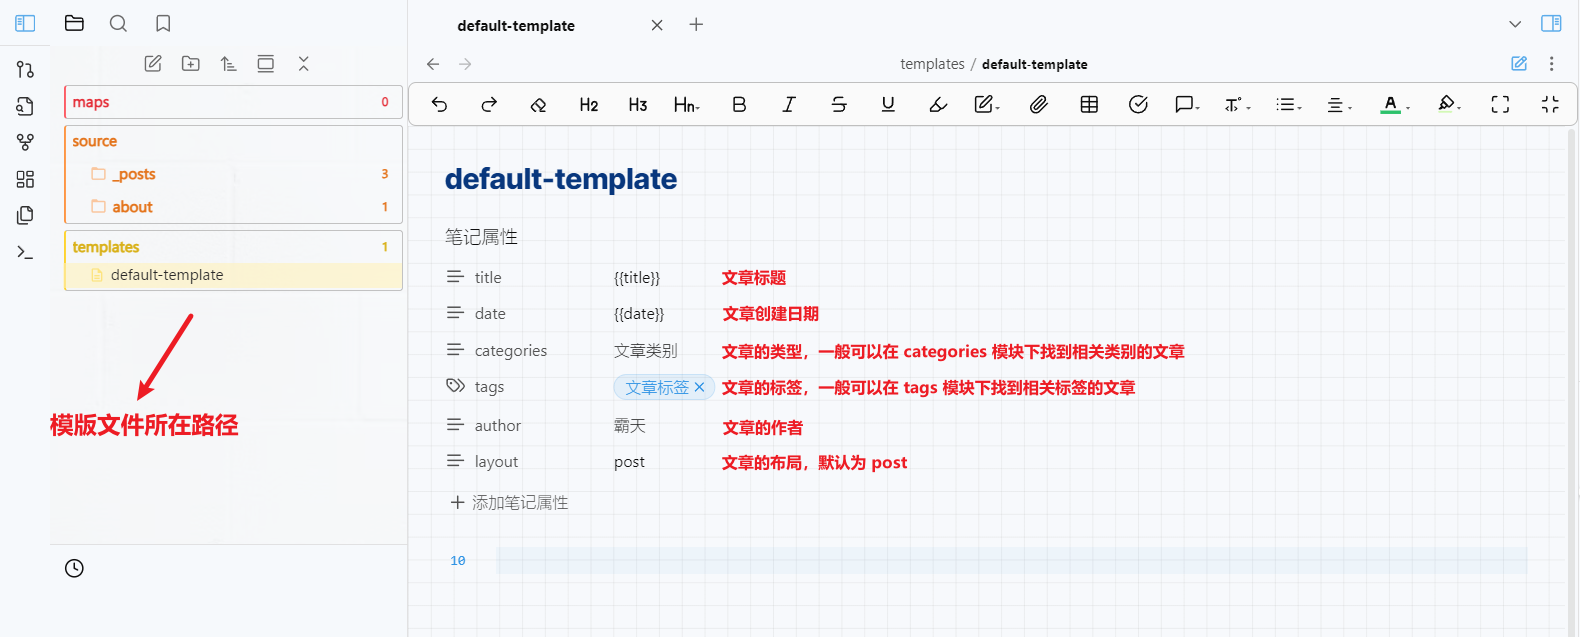 default-template
templates / default-template
maps 0
source
_posts 3
about 1
templates 1
default-template
模版文件所在路径
H2 H3 Hn B I S U T A
default-template
笔记属性
title {{title}} 文章标题
date {{date}} 文章创建日期
categories 文章类别 文章的类型，一般可以在 categories 模块下找到相关类别的文章
tags 文章标签 文章的标签，一般可以在 tags 模块下找到相关标签的文章
author 霸天 文章的作者
layout post 文章的布局，默认为 post
添加笔记属性
10